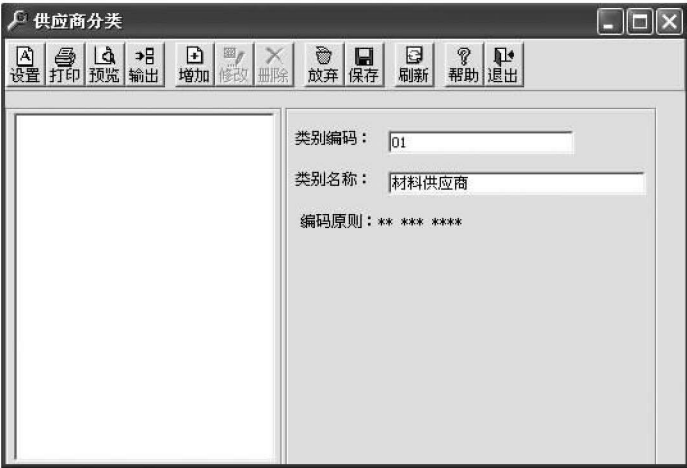 供应商分类
设置 打印 预览 输出 增加 修改 删除 放弃 保存 刷新 帮助 退出
类别编码： 01
类别名称： 材料供应商
编码原则：** *** ****